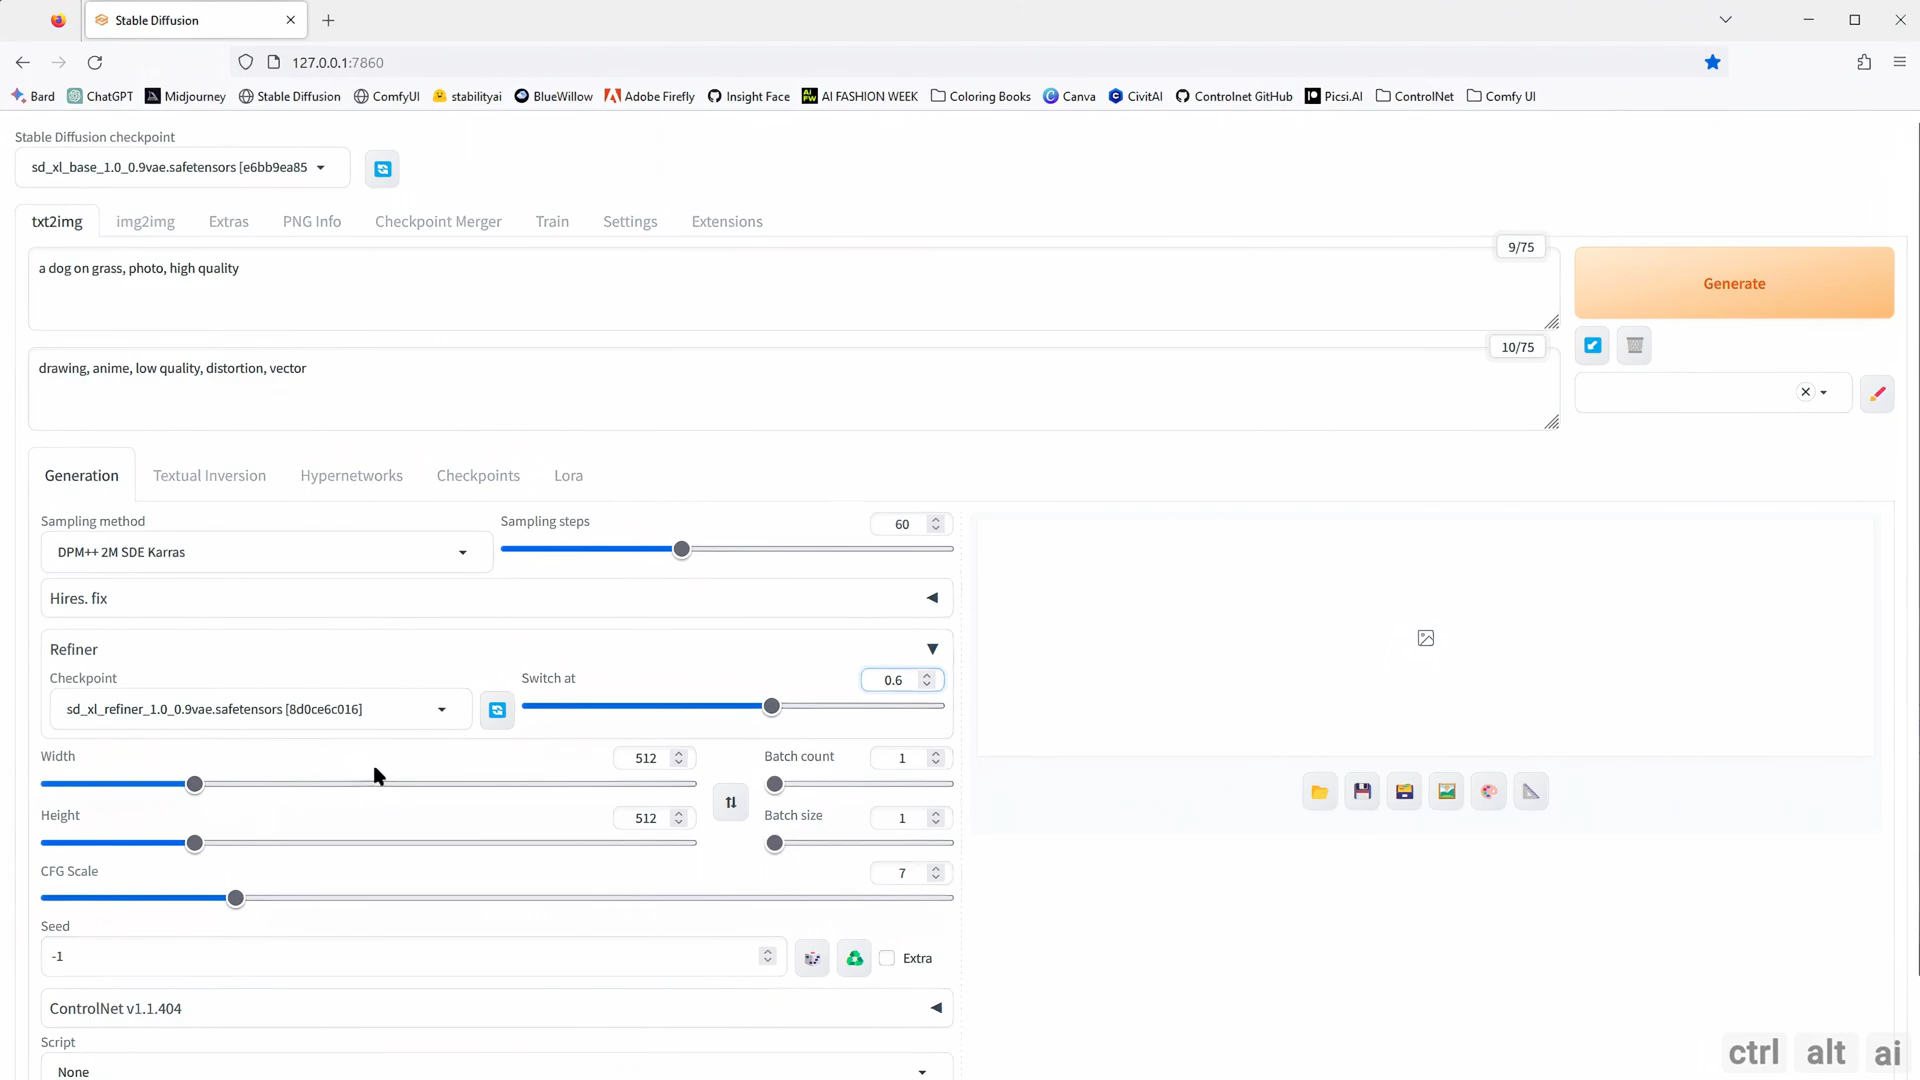 Stable Diffusion
127.0.0.1:7860
Bard ChatGPT Midjourney Stable Diffusion ComfyUI stabilityai BlueWillow Adobe Firefly Insight Face AI FASHION WEEK Coloring Books Canva CivitAI Controlnet GitHub Picsi.AI ControlNet Comfy UI
Stable Diffusion checkpoint
sd_xl_base_1.0_0.9vae.safetensors [e6bb9ea85
txt2img img2img Extras PNG Info Checkpoint Merger Train Settings Extensions
9/75
a dog on grass, photo, high quality
Generate
10/75
drawing, anime, low quality, distortion, vector
Generation Textual Inversion Hypernetworks Checkpoints Lora
Sampling method Sampling steps 60
DPM++ 2M SDE Karras
Hires. fix
Refiner
Checkpoint Switch at 0.6
sd_xl_refiner_1.0_0.9vae.safetensors [8d0ce6c016]
Width 512 Batch count 1
Height 512 Batch size 1
CFG Scale 7
Seed
-1 Extra
ControlNet v1.1.404
Script
None
ctrl alt ai